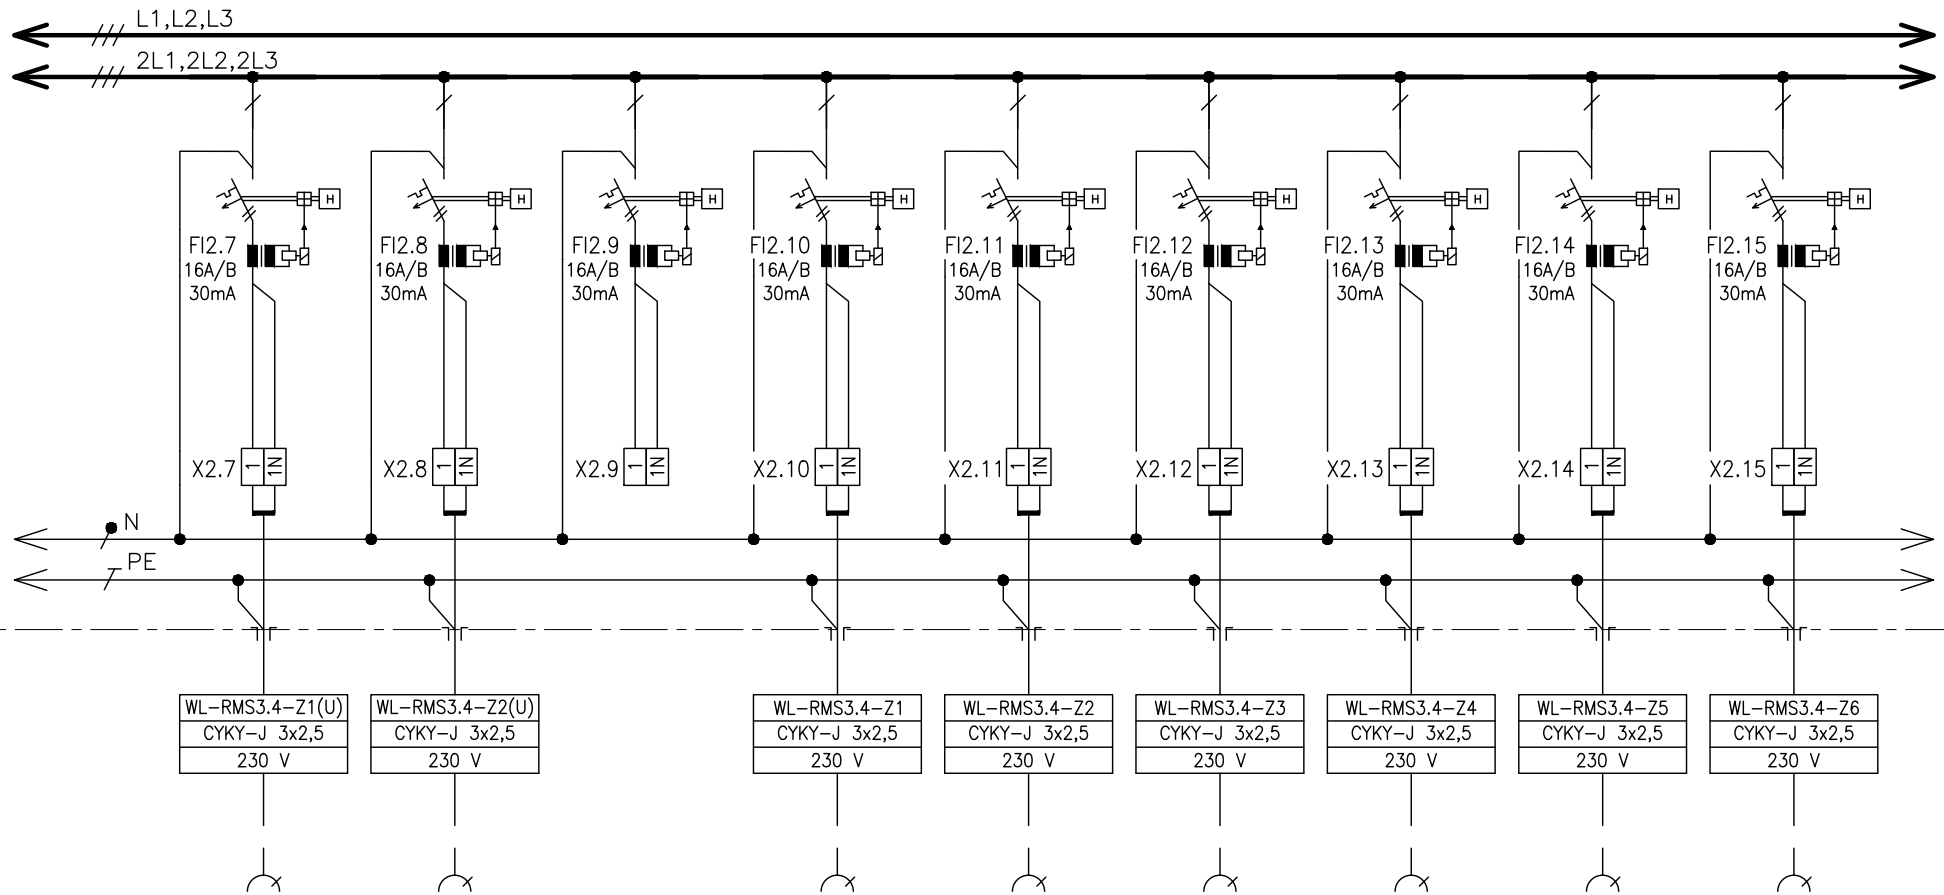 L1,L2,L3
2L1,2L2,2L3
H H H H H H H H H
FI2.7 FI2.8 FI2.9 FI2.10 FI2.11 FI2.12 FI2.13 FI2.14 FI2.15
16A/B 16A/B 16A/B 16A/B 16A/B 16A/B 16A/B 16A/B 16A/B
30mA 30mA 30mA 30mA 30mA 30mA 30mA 30mA 30mA
X2.7 1 1N X2.8 1 1N X2.9 1 1N X2.10 1 1N X2.11 1 1N X2.12 1 1N X2.13 1 1N X2.14 1 1N X2.15 1 1N
N
PE
WL-RMS3.4-Z1(U) WL-RMS3.4-Z2(U) WL-RMS3.4-Z1 WL-RMS3.4-Z2 WL-RMS3.4-Z3 WL-RMS3.4-Z4 WL-RMS3.4-Z5 WL-RMS3.4-Z6
CYKY-J 3x2,5 CYKY-J 3x2,5 CYKY-J 3x2,5 CYKY-J 3x2,5 CYKY-J 3x2,5 CYKY-J 3x2,5 CYKY-J 3x2,5 CYKY-J 3x2,5
230 V 230 V 230 V 230 V 230 V 230 V 230 V 230 V